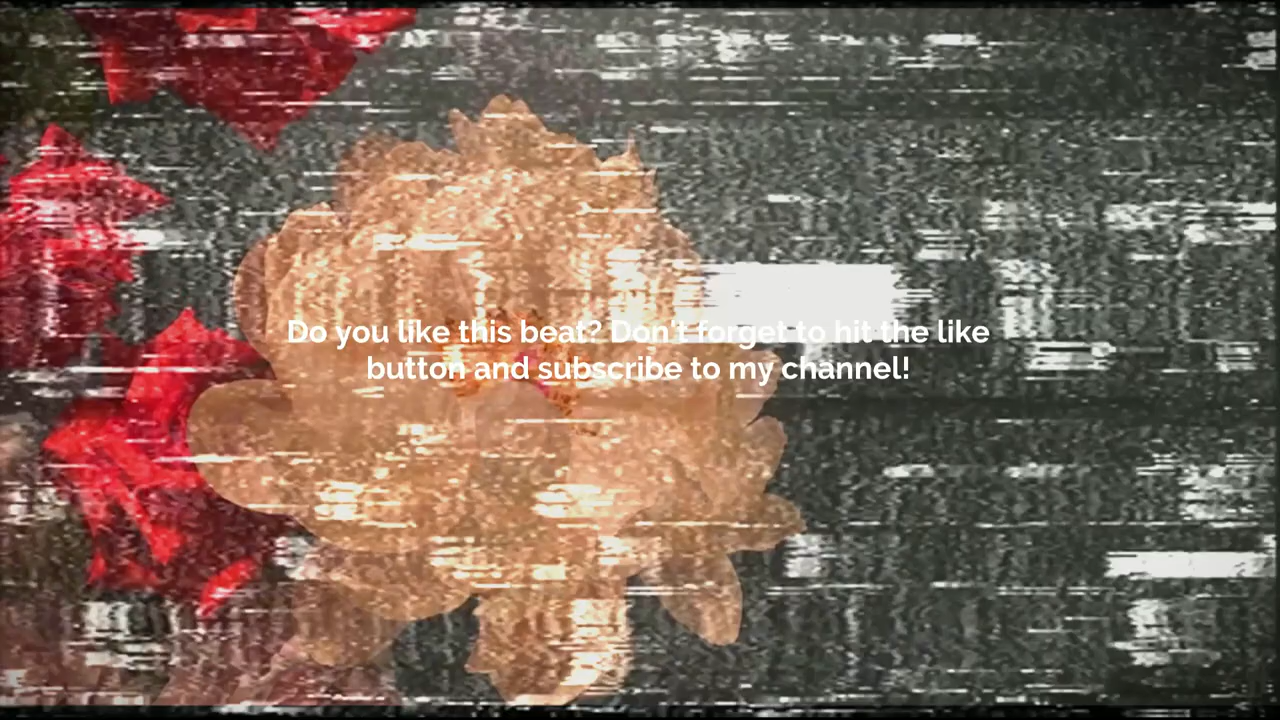 Do you like this beat? Don't forget to hit the like
button and subscribe to my channel!